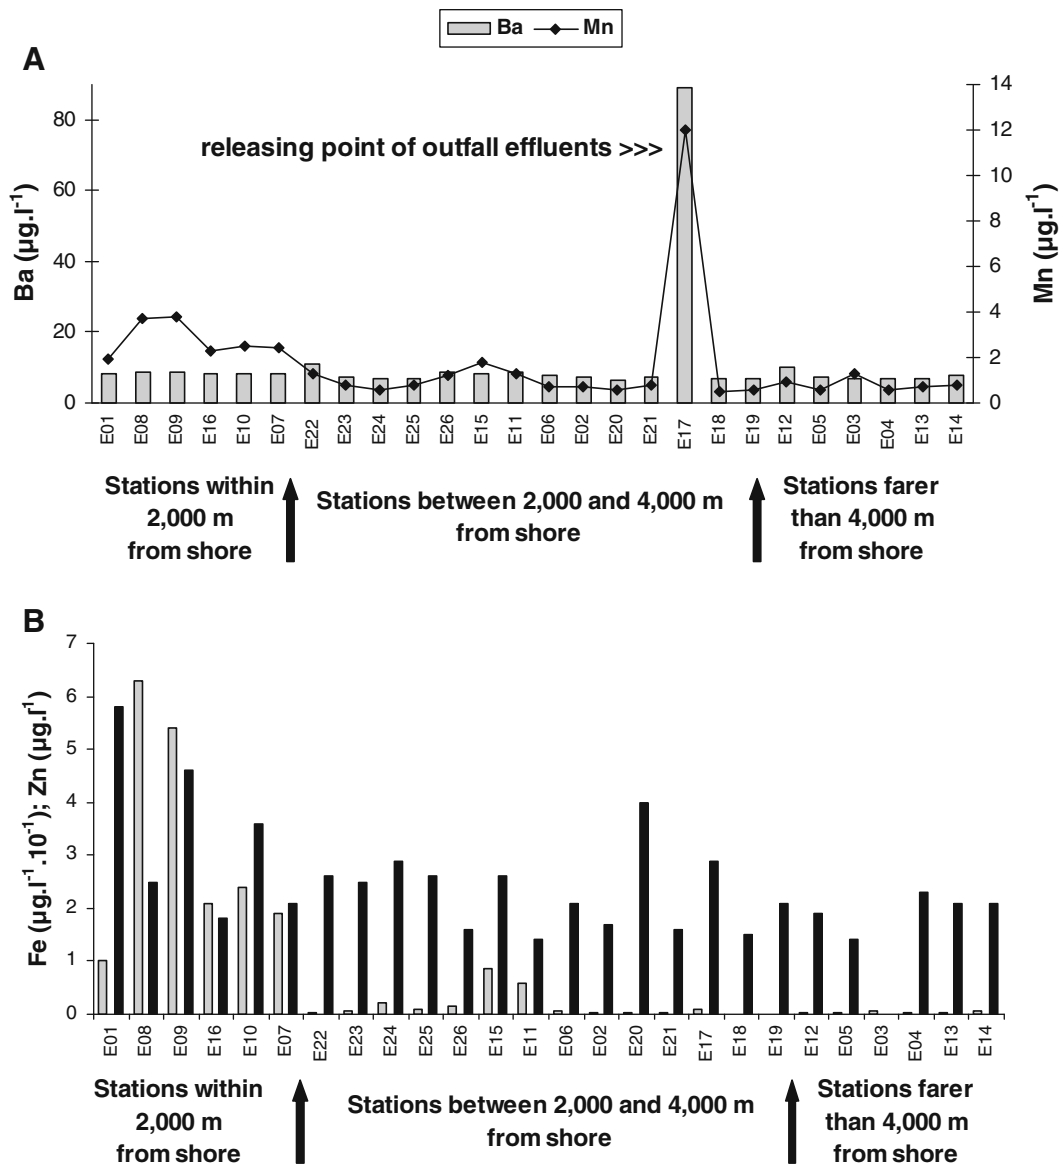 Ba Mn
A
80
60
40
20
0
Ba (µg.l⁻¹)
14
12
10
8
6
4
2
0
Mn (µg.l⁻¹)
releasing point of outfall effluents >>>
E01 E08 E09 E16 E10 E07 E22 E23 E24 E25 E26 E15 E11 E06 E02 E20 E21 E17 E18 E19 E12 E05 E03 E04 E13 E14
Stations within
2,000 m
from shore
Stations between 2,000 and 4,000 m
from shore
Stations farer
than 4,000 m
from shore
B
7
6
5
4
3
2
1
0
Fe (µg.l⁻¹.10⁻¹); Zn (µg.l¹)
E01 E08 E09 E16 E10 E07 E22 E23 E24 E25 E26 E15 E11 E06 E02 E20 E21 E17 E18 E19 E12 E05 E03 E04 E13 E14
Stations within
2,000 m
from shore
Stations between 2,000 and 4,000 m
from shore
Stations farer
than 4,000 m
from shore